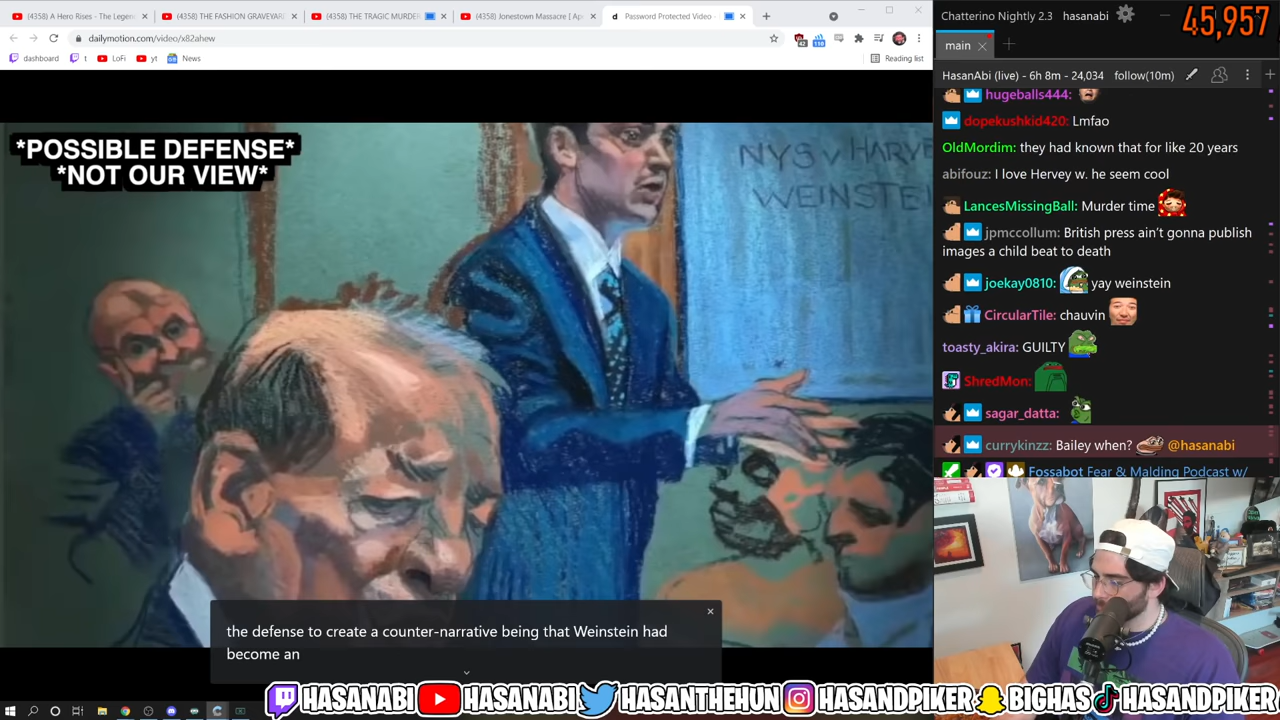 (4358) A Hero Rises - The Legen
(4358) THE FASHION GRAVEYAR
(4358) THE TRAGIC MURDER
(4358) Jonestown Massacre [ Ap
Password Protected Video -
dailymotion.com/video/x82ahew
dashboard
t
LoFi
yt
News
Reading list
*POSSIBLE DEFENSE*
*NOT OUR VIEW*
NYS v. HARVE
WEINSTE
the defense to create a counter-narrative being that Weinstein had
become an
Chatterino Nightly 2.3
hasanabi
45,957
main
HasanAbi (live) - 6h 8m - 24,034
follow(10m)
hugeballs444:
dopekushkid420: Lmfao
OldMordim: they had known that for like 20 years
abifouz: I love Hervey w. he seem cool
LancesMissingBall: Murder time
jpmccollum: British press ain't gonna publish
images a child beat to death
joekay0810: yay weinstein
CircularTile: chauvin
toasty_akira: GUILTY
ShredMon:
sagar_datta:
currykinzz: Bailey when? @hasanabi
Fossabot Fear & Malding Podcast w/
HASANABI
HASANABI
HASANTHEHUN
HASANDPIKER
BIGHAS
HASANDPIKER